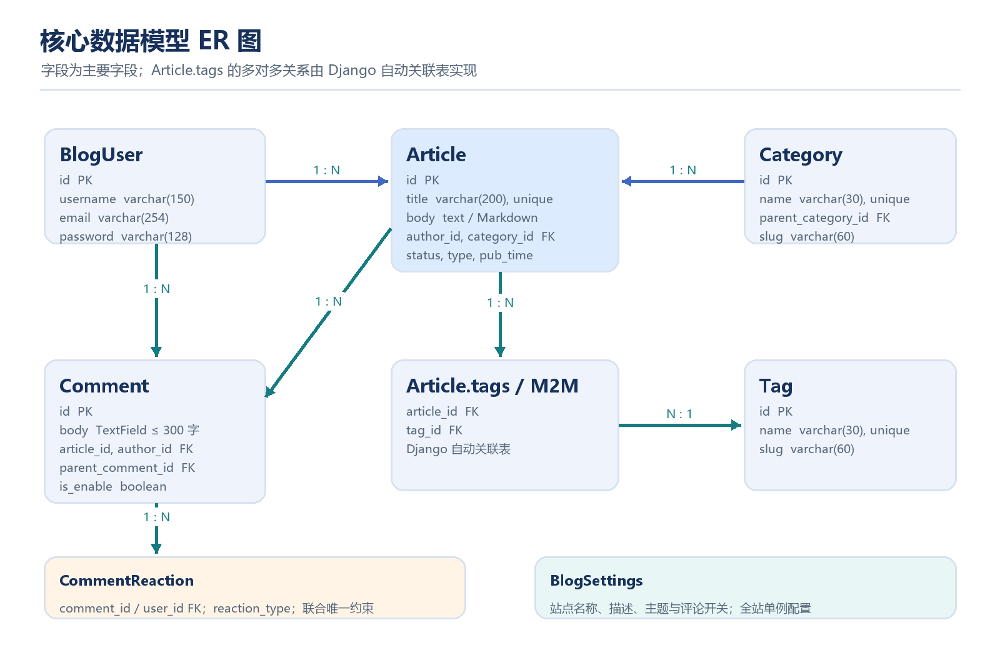 核心数据模型 ER 图
字段为主要字段；Article.tags 的多对多关系由 Django 自动关联表实现
BlogUser
id PK
username varchar(150)
email varchar(254)
password varchar(128)
1 : N
Article
id PK
title varchar(200), unique
body text / Markdown
author_id, category_id FK
status, type, pub_time
1 : N
Category
id PK
name varchar(30), unique
parent_category_id FK
slug varchar(60)
1 : N
1 : N
1 : N
Comment
id PK
body TextField ≤ 300 字
article_id, author_id FK
parent_comment_id FK
is_enable boolean
Article.tags / M2M
article_id FK
tag_id FK
Django 自动关联表
N : 1
Tag
id PK
name varchar(30), unique
slug varchar(60)
1 : N
CommentReaction
comment_id / user_id FK；reaction_type；联合唯一约束
BlogSettings
站点名称、描述、主题与评论开关；全站单例配置